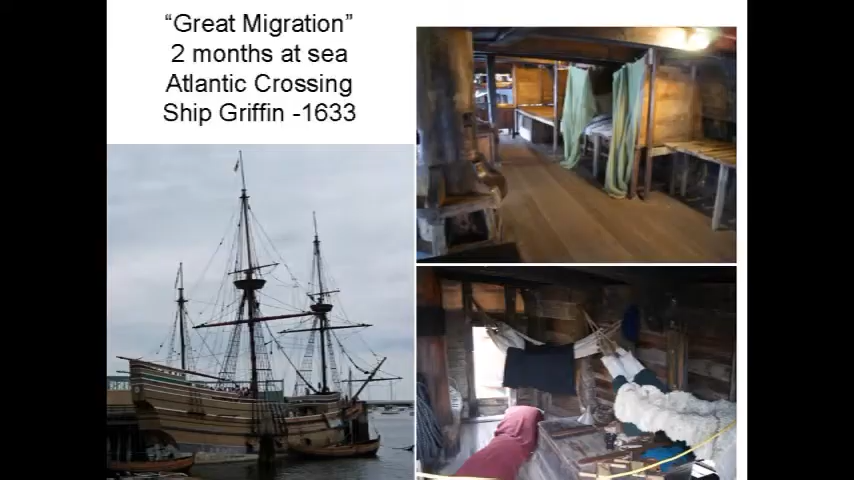 “Great Migration”
2 months at sea
Atlantic Crossing
Ship Griffin -1633